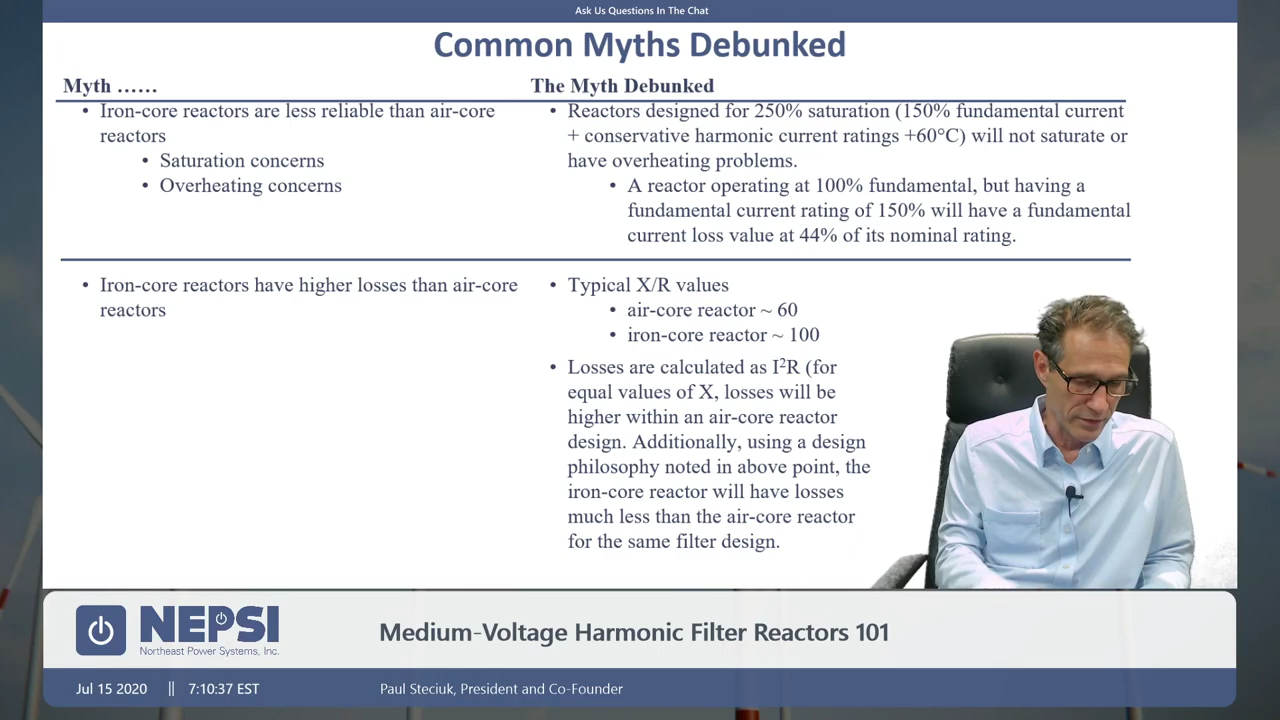 Ask Us Questions In The Chat
Common Myths Debunked
Myth ......
The Myth Debunked
• Iron-core reactors are less reliable than air-core
reactors
• Saturation concerns
• Overheating concerns
• Reactors designed for 250% saturation (150% fundamental current
+ conservative harmonic current ratings +60°C) will not saturate or
have overheating problems.
• A reactor operating at 100% fundamental, but having a
fundamental current rating of 150% will have a fundamental
current loss value at 44% of its nominal rating.
• Iron-core reactors have higher losses than air-core
reactors
• Typical X/R values
• air-core reactor ~ 60
• iron-core reactor ~ 100
• Losses are calculated as I²R (for
equal values of X, losses will be
higher within an air-core reactor
design. Additionally, using a design
philosophy noted in above point, the
iron-core reactor will have losses
much less than the air-core reactor
for the same filter design.
NEPSI
Northeast Power Systems, Inc.
Medium-Voltage Harmonic Filter Reactors 101
Jul 15 2020 || 7:10:37 EST
Paul Steciuk, President and Co-Founder